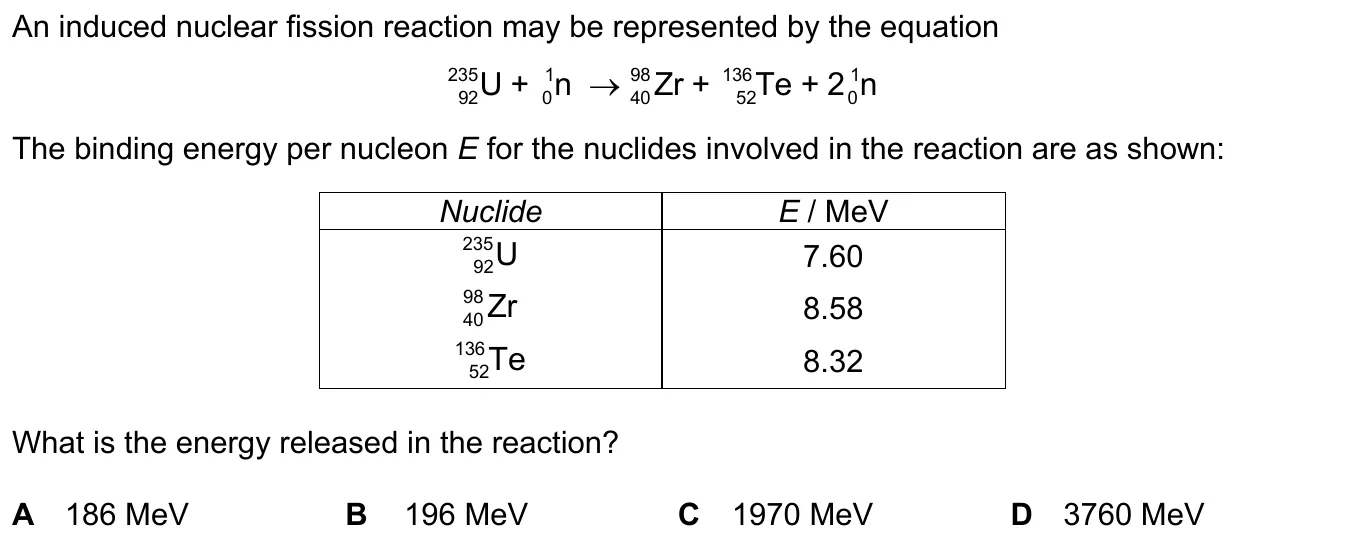 An induced nuclear fission reaction may be represented by the equation
²³⁵₉₂U + ¹₀n → ⁹⁸₄₀Zr + ¹³⁶₅₂Te + 2¹₀n
The binding energy per nucleon E for the nuclides involved in the reaction are as shown:
Nuclide E / MeV
²³⁵₉₂U 7.60
⁹⁸₄₀Zr 8.58
¹³⁶₅₂Te 8.32
What is the energy released in the reaction?
A 186 MeV B 196 MeV C 1970 MeV D 3760 MeV